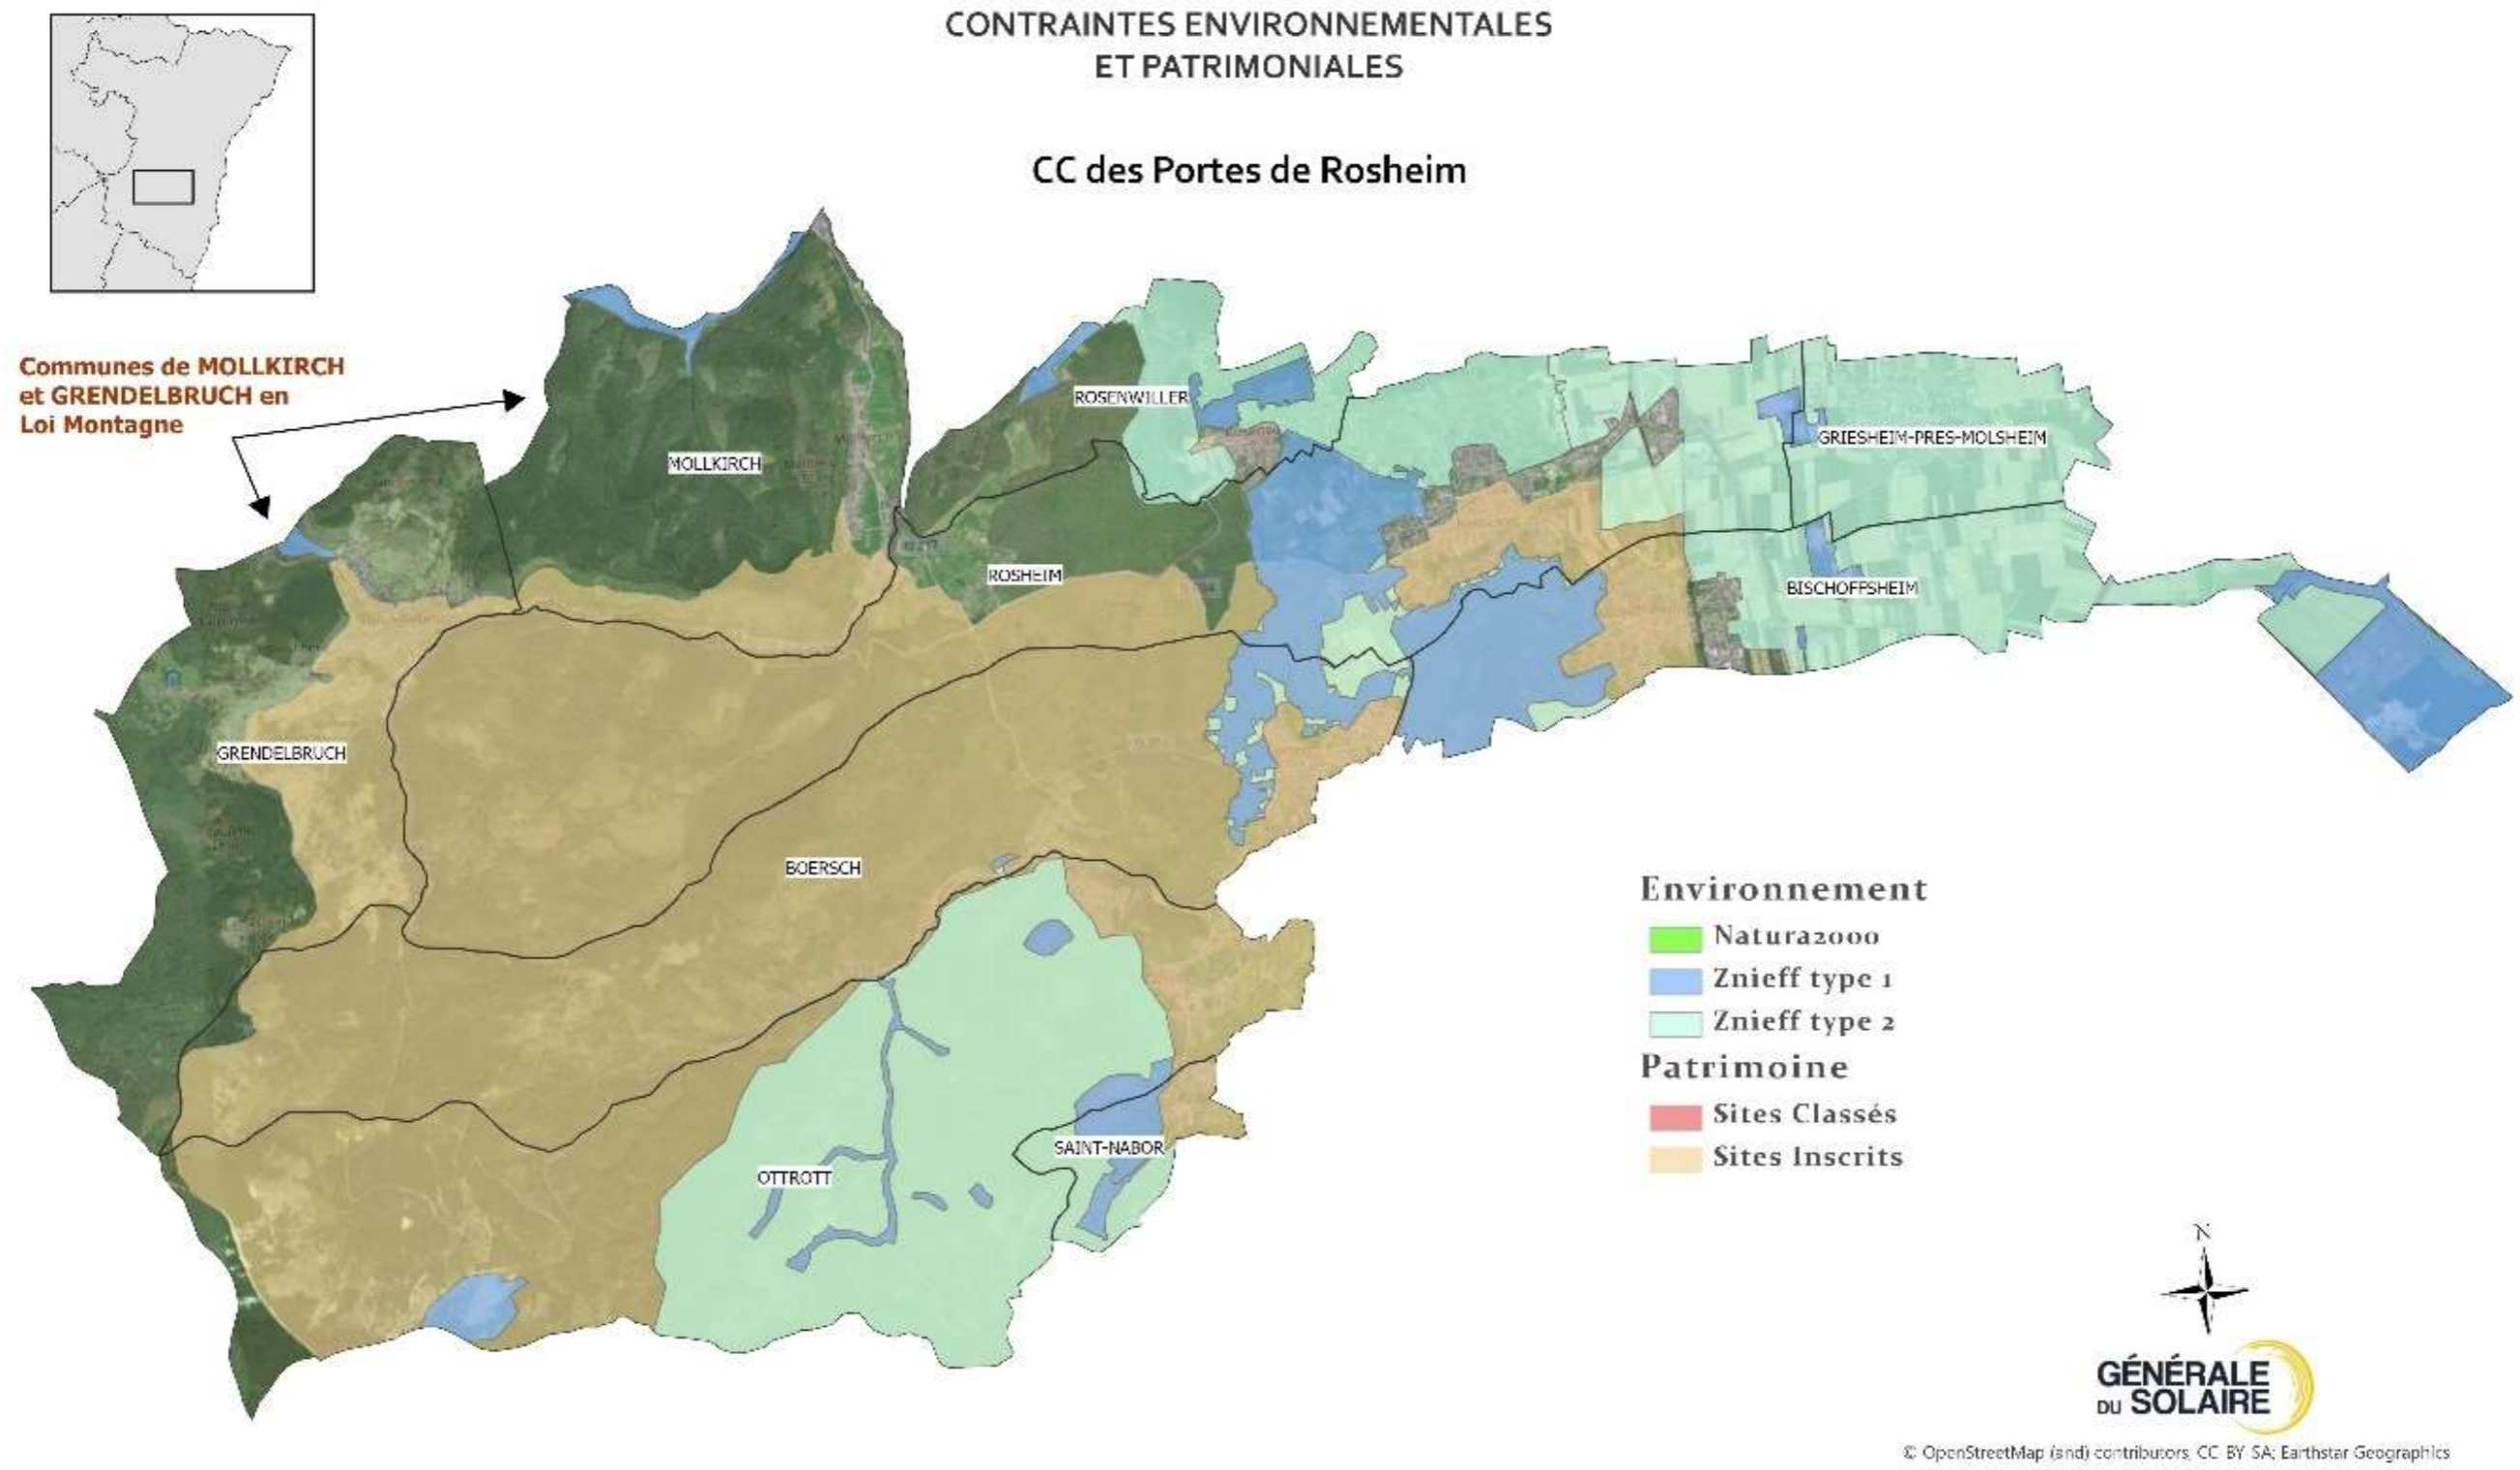 CONTRAINTES ENVIRONNEMENTALES
ET PATRIMONIALES
CC des Portes de Rosheim
Communes de MOLLKIRCH
et GRENDELBRUCH en
Loi Montagne
ROSENWILLER
GRIESHEIM-PRES-MOLSHEIM
MOLLKIRCH
ROSHEIM
BISCHOFFSHEIM
GRENDELBRUCH
BOERSCH
SAINT-NABOR
OTTROTT
Environnement
Natura2000
Znieff type 1
Znieff type 2
Patrimoine
Sites Classés
Sites Inscrits
N
GÉNÉRALE
DU SOLAIRE
© OpenStreetMap (and) contributors, CC-BY-SA; Earthstar Geographics